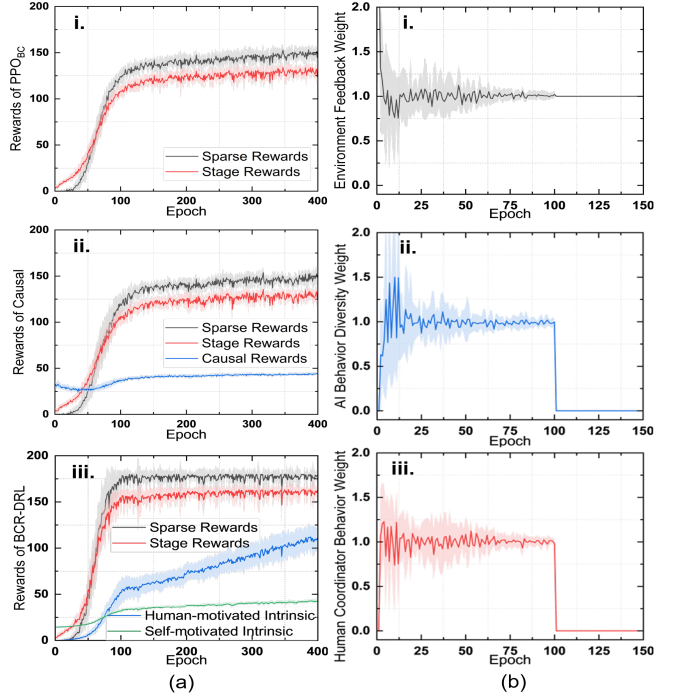 i.
Rewards of PPO_BC
200
150
100
50
0
Sparse Rewards
Stage Rewards
0 100 200 300 400
Epoch
ii.
Rewards of Causal
200
150
100
50
0
Sparse Rewards
Stage Rewards
Causal Rewards
0 100 200 300 400
Epoch
iii.
Rewards of BCR-DRL
200
175
150
100
50
0
Sparse Rewards
Stage Rewards
Human-motivated Intrinsic
Self-motivated Intrinsic
0 100 200 300 400
Epoch
(a)
i.
Environment Feedback Weight
2.0
1.5
1.0
0.5
0.0
0 25 50 75 100 125 150
Epoch
ii.
AI Behavior Diversity Weight
2.0
1.5
1.0
0.5
0.0
0 25 50 75 100 125 150
Epoch
iii.
Human Coordinator Behavior Weight
2.0
1.5
1.0
0.5
0.0
0 25 50 75 100 125 150
Epoch
(b)